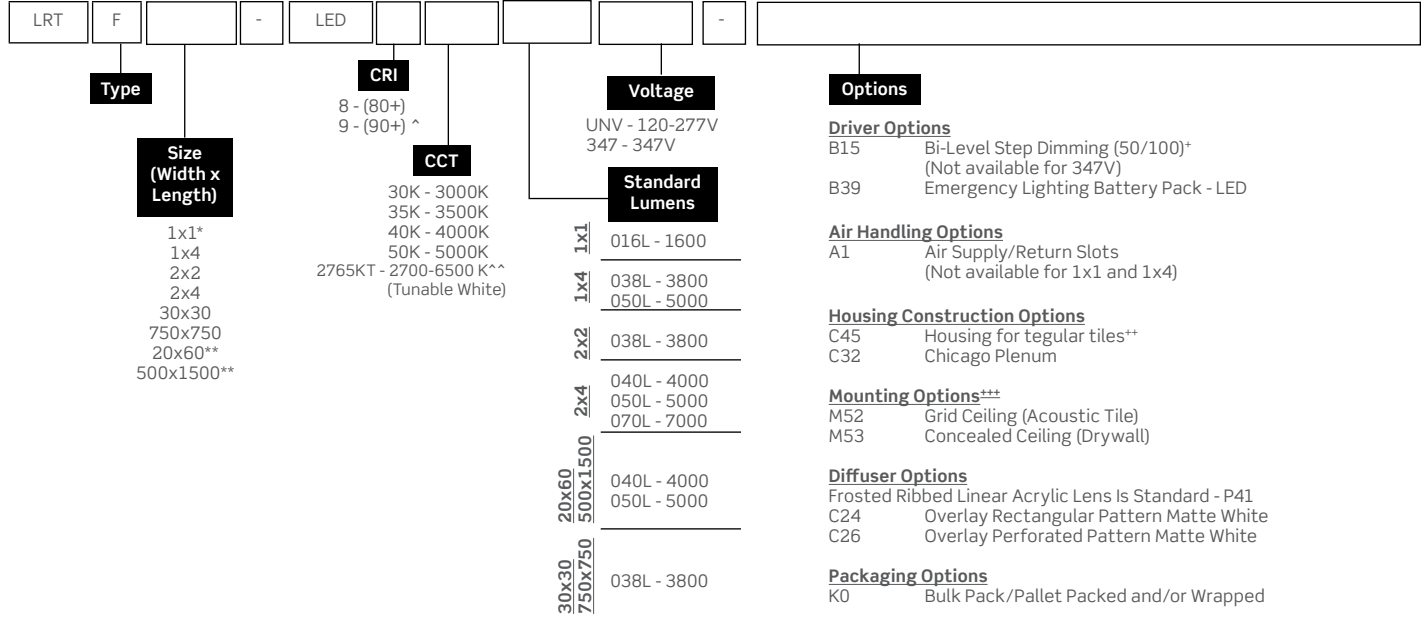 LRT F - LED -
Type
Size
(Width x
Length)
1x1*
1x4
2x2
2x4
30x30
750x750
20x60**
500x1500**
CRI
8 - (80+)
9 - (90+) ^
CCT
30K - 3000K
35K - 3500K
40K - 4000K
50K - 5000K
2765KT - 2700-6500 K^^
(Tunable White)
Voltage
UNV - 120-277V
347 - 347V
Standard
Lumens
1x1
016L - 1600
1x4
038L - 3800
050L - 5000
2x2
038L - 3800
2x4
040L - 4000
050L - 5000
070L - 7000
20x60
500x1500
040L - 4000
050L - 5000
30x30
750x750
038L - 3800
Options
Driver Options
B15 Bi-Level Step Dimming (50/100)+
(Not available for 347V)
B39 Emergency Lighting Battery Pack - LED
Air Handling Options
A1 Air Supply/Return Slots
(Not available for 1x1 and 1x4)
Housing Construction Options
C45 Housing for tegular tiles++
C32 Chicago Plenum
Mounting Options+++
M52 Grid Ceiling (Acoustic Tile)
M53 Concealed Ceiling (Drywall)
Diffuser Options
Frosted Ribbed Linear Acrylic Lens Is Standard - P41
C24 Overlay Rectangular Pattern Matte White
C26 Overlay Perforated Pattern Matte White
Packaging Options
K0 Bulk Pack/Pallet Packed and/or Wrapped